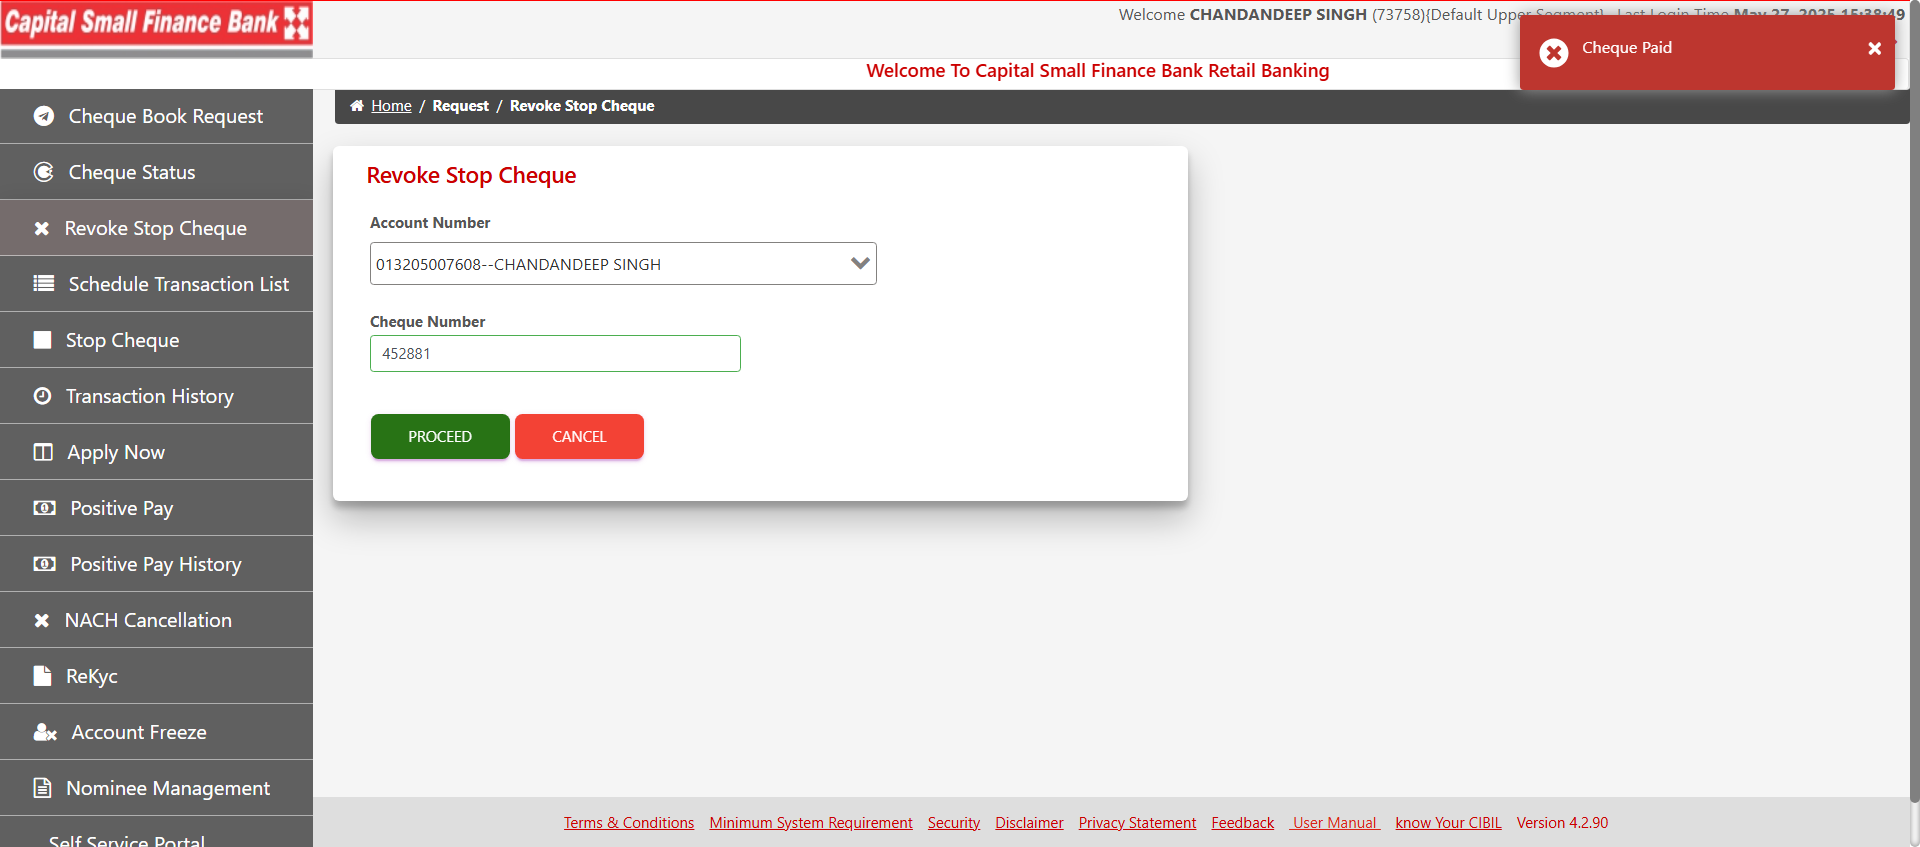 Capital Small Finance Bank
Welcome CHANDANDEEP SINGH (73758){Default Upper Segment} Last Login Time May 27, 2025 15:38:49
Cheque Paid
Welcome To Capital Small Finance Bank Retail Banking
Home / Request / Revoke Stop Cheque
Cheque Book Request
Cheque Status
Revoke Stop Cheque
Schedule Transaction List
Stop Cheque
Transaction History
Apply Now
Positive Pay
Positive Pay History
NACH Cancellation
ReKyc
Account Freeze
Nominee Management
Self Service Portal
Revoke Stop Cheque
Account Number
013205007608--CHANDANDEEP SINGH
Cheque Number
452881
PROCEED CANCEL
Terms & Conditions Minimum System Requirement Security Disclaimer Privacy Statement Feedback User Manual know Your CIBIL Version 4.2.90